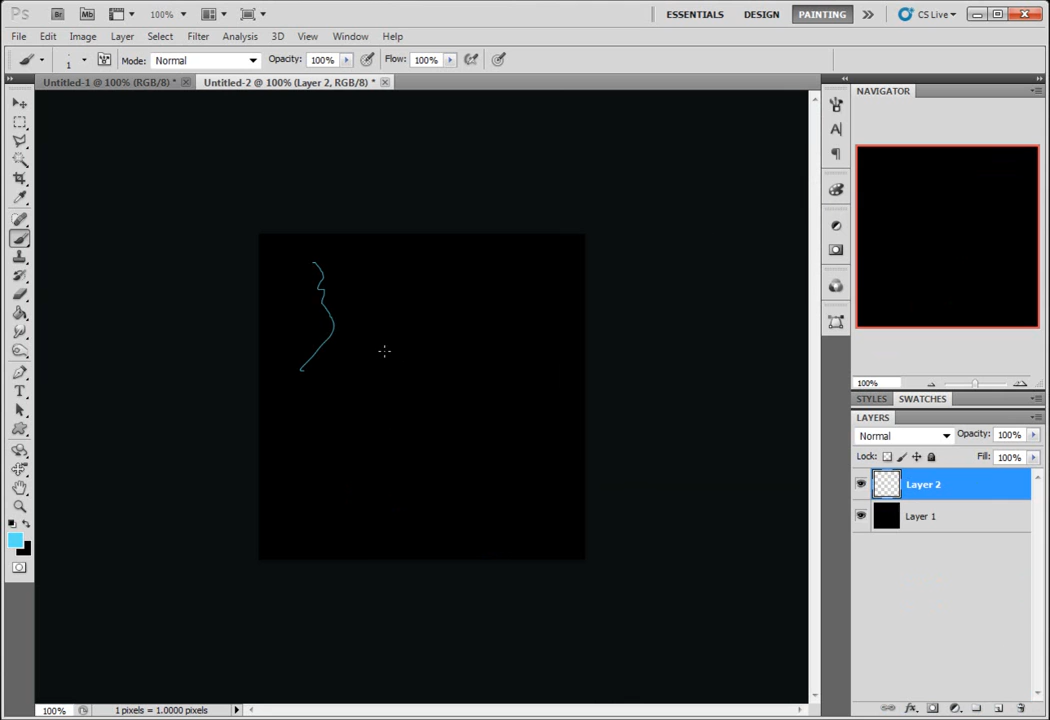 Ps Br Mb 100% ESSENTIALS DESIGN PAINTING CS Live
File Edit Image Layer Select Filter Analysis 3D View Window Help
1 Mode: Normal Opacity: 100% Flow: 100%
Untitled-1 @ 100% (RGB/8) * Untitled-2 @ 100% (Layer 2, RGB/8) *
NAVIGATOR
A
T
100%
STYLES SWATCHES
LAYERS
Normal Opacity: 100%
Lock: Fill: 100%
Layer 2
Layer 1
fx
100% 1 pixels = 1.0000 pixels